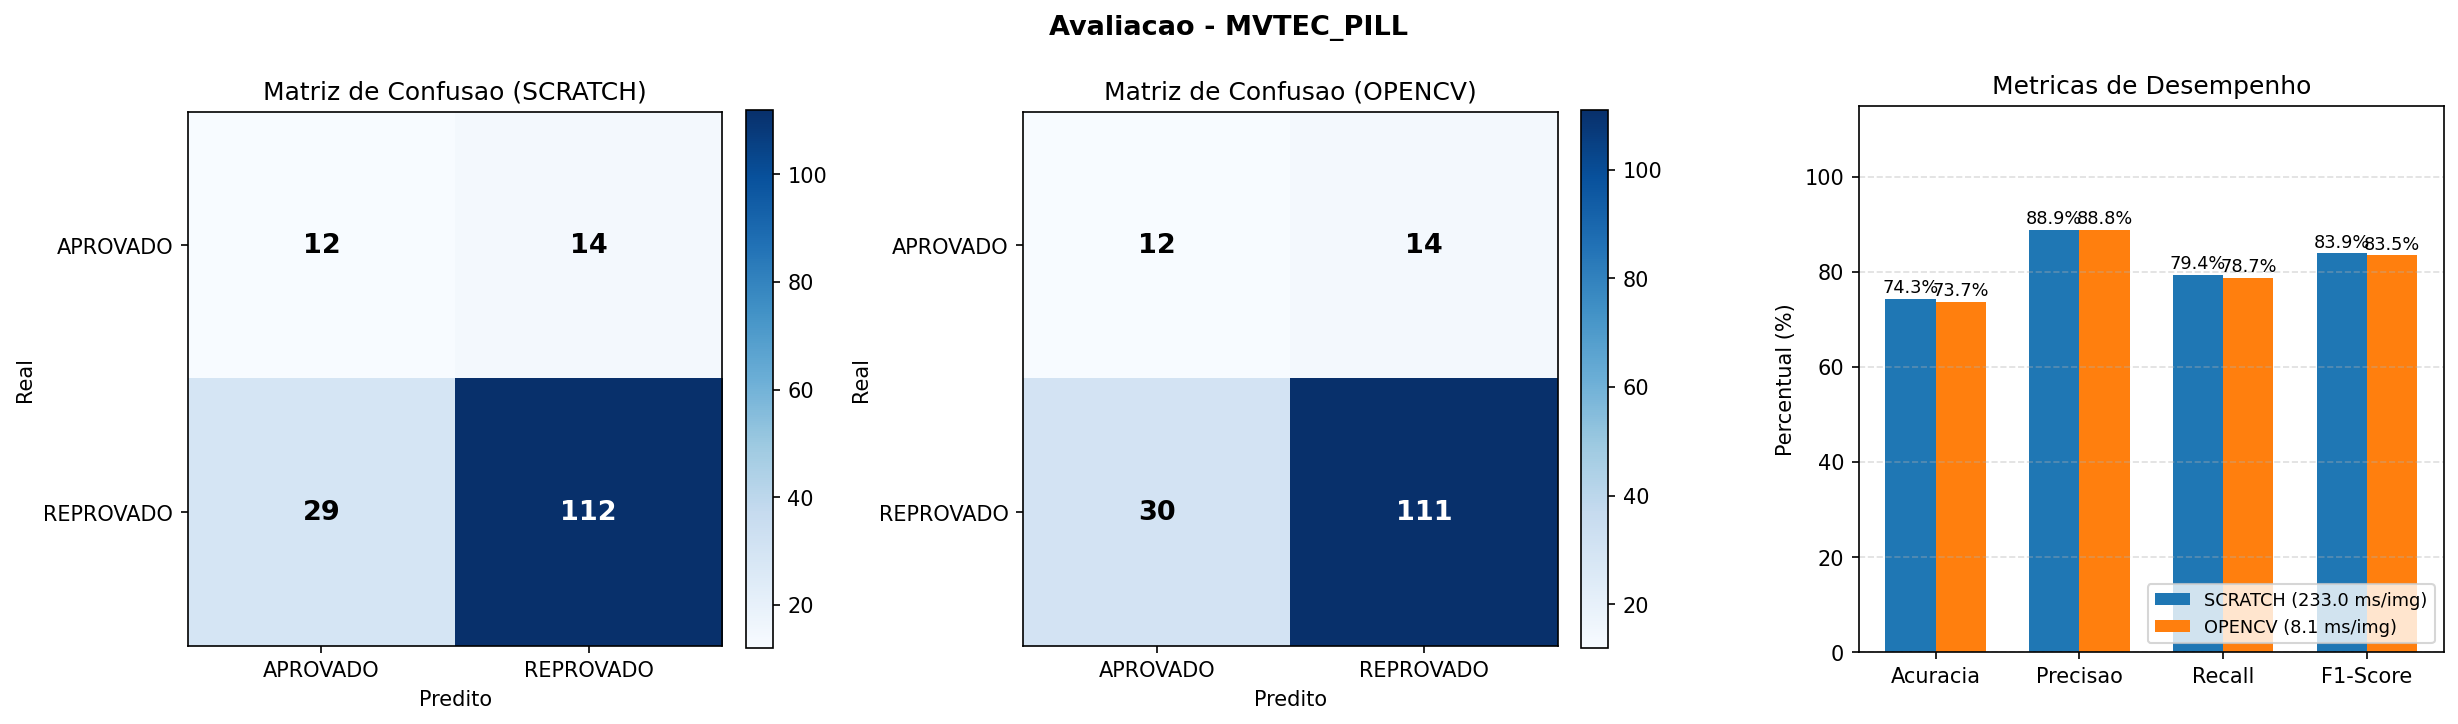 Avaliacao - MVTEC_PILL
Matriz de Confusao (SCRATCH)
Real
APROVADO
REPROVADO
12
14
29
112
APROVADO
REPROVADO
Predito
100
80
60
40
20
Matriz de Confusao (OPENCV)
Real
APROVADO
REPROVADO
12
14
30
111
APROVADO
REPROVADO
Predito
100
80
60
40
20
Metricas de Desempenho
Percentual (%)
100
80
60
40
20
0
74.3%
73.7%
88.9%
88.8%
79.4%
78.7%
83.9%
83.5%
SCRATCH (233.0 ms/img)
OPENCV (8.1 ms/img)
Acuracia
Precisao
Recall
F1-Score